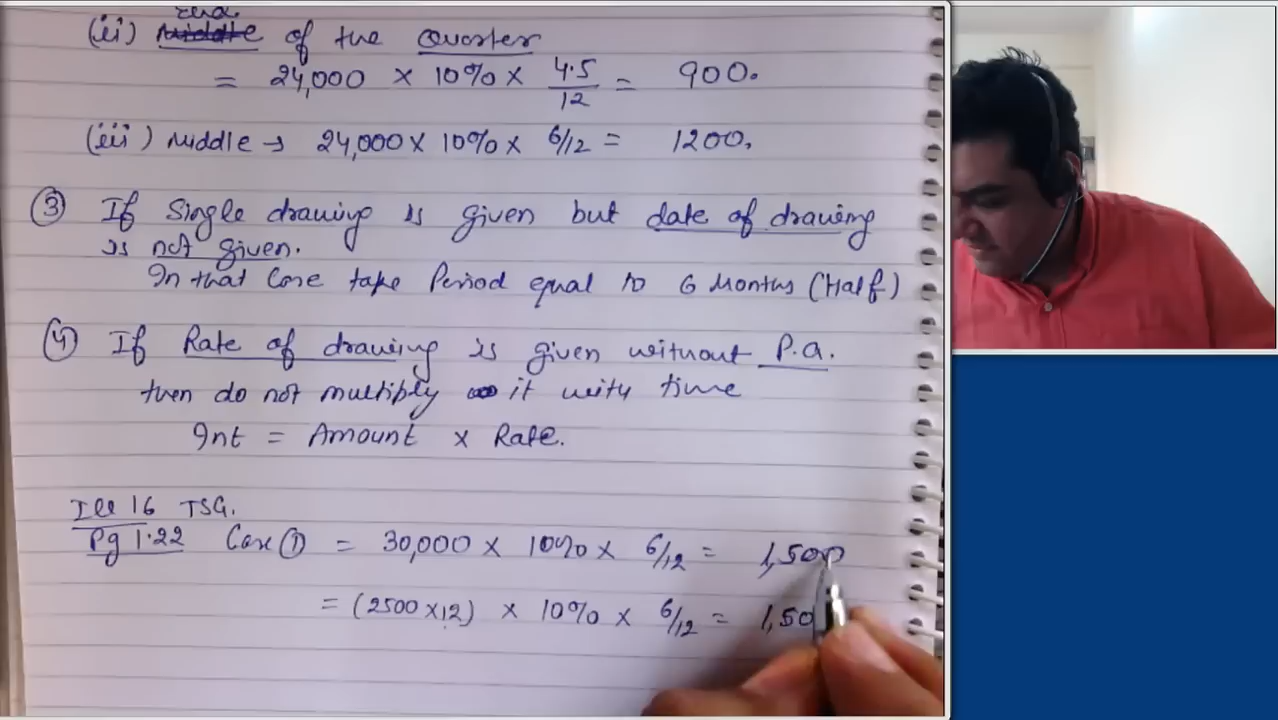 End
(ii) Middle of the Quarter
= 24,000 × 10% × 4.5/12 = 900.
(iii) Middle → 24,000 × 10% × 6/12 = 1200.
③ If Single drawing is given but date of drawing
is not given.
In that Case take Period equal to 6 Months (Half)
④ If Rate of drawing is given without P.a.
then do not multiply it with time
Int = Amount × Rate.
Ill 16 TSG.
Pg 1.22 Case ① = 30,000 × 10% × 6/12 = 1,500
= (2500 × 12) × 10% × 6/12 = 1,50